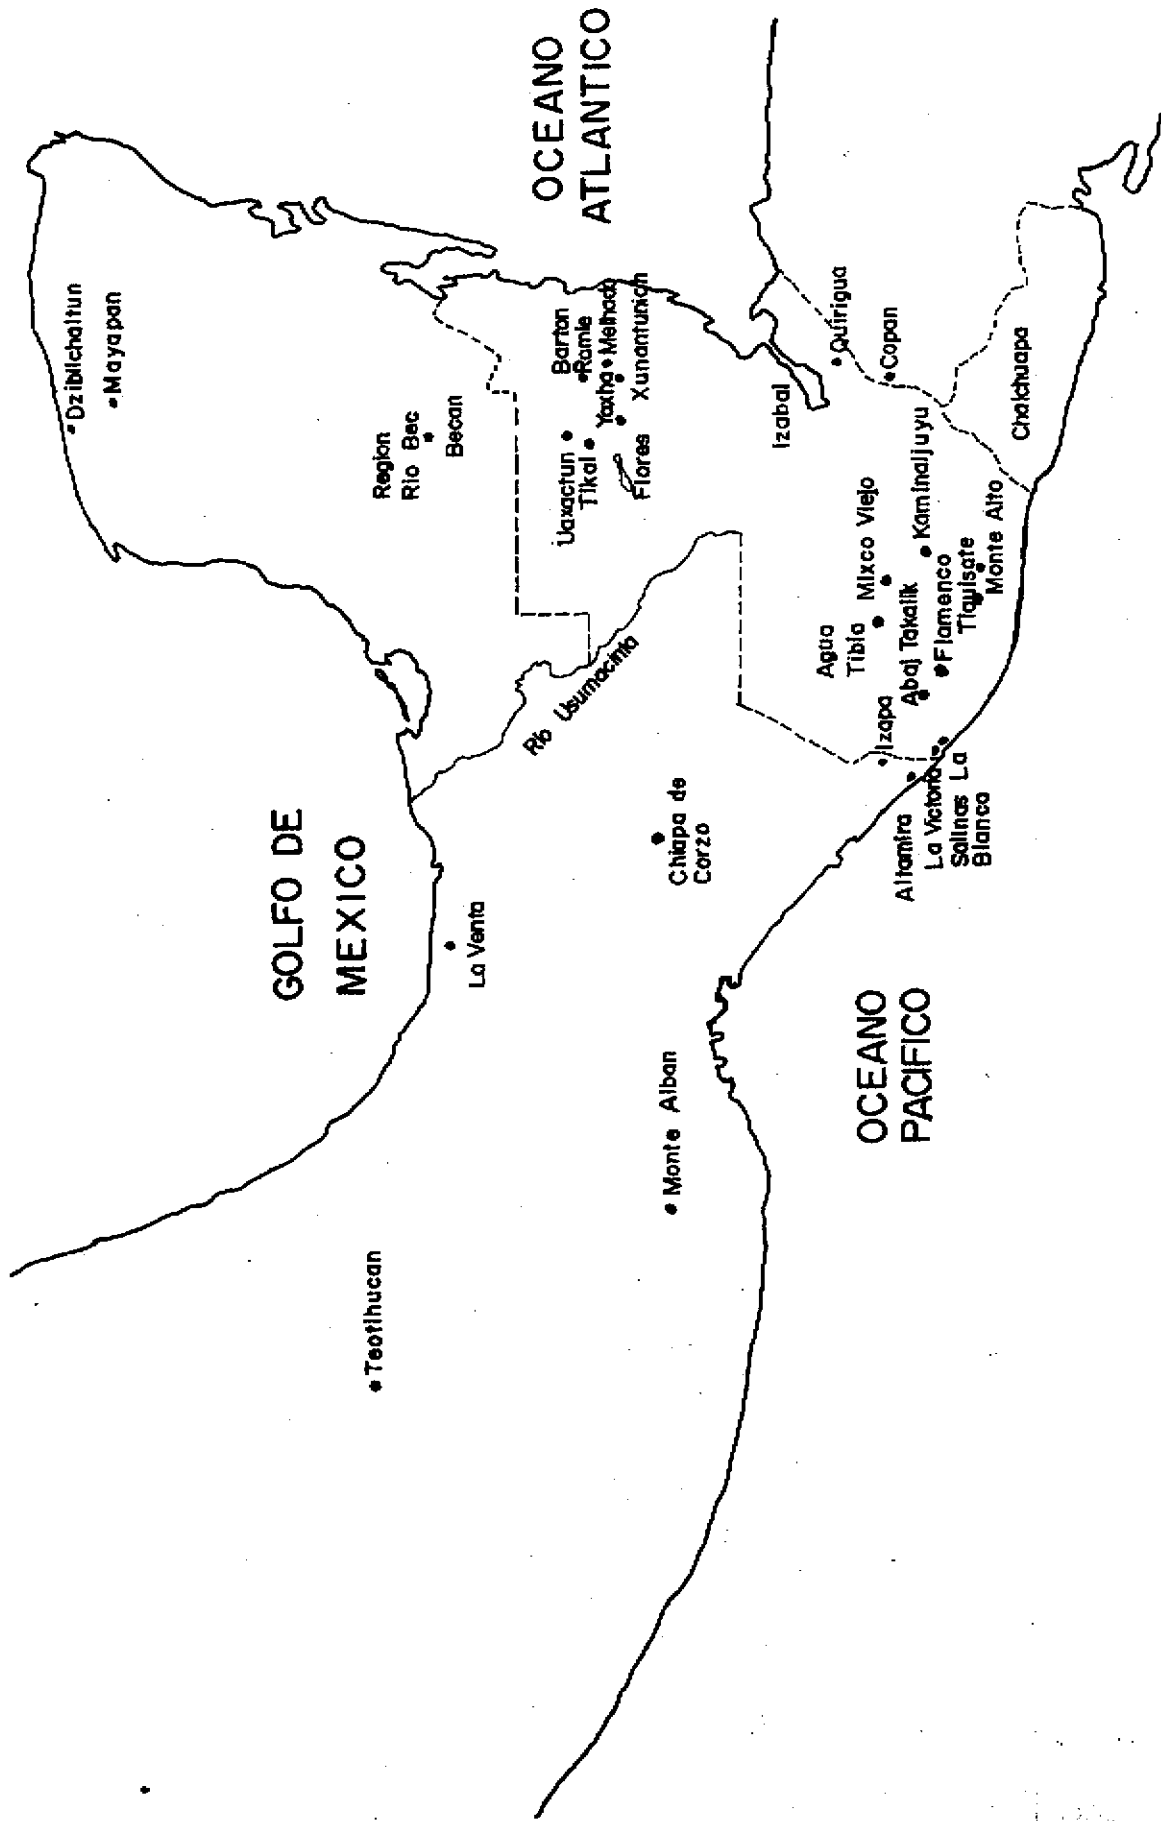 GOLFO DE
MEXICO
OCEANO
ATLANTICO
OCEANO
PACIFICO
Dziblichaltun
Mayapan
Region
Rio Bec
Becan
Uaxactun
Tikal
Barton
Ramie
Yaxha
Melhado
Flores
Xunantunich
Rio Usumacinta
La Venta
Teotihucan
Monte Alban
Chiapa de
Corzo
Izabal
Quirigua
Copan
Chalchuapa
Agua
Tibia
Mixco Viejo
Kaminaljuyu
Izapa
Abaj Takalik
Flamenco
Tiquisate
Monte Alto
Altamira
La Victoria
Salinas La
Blanca